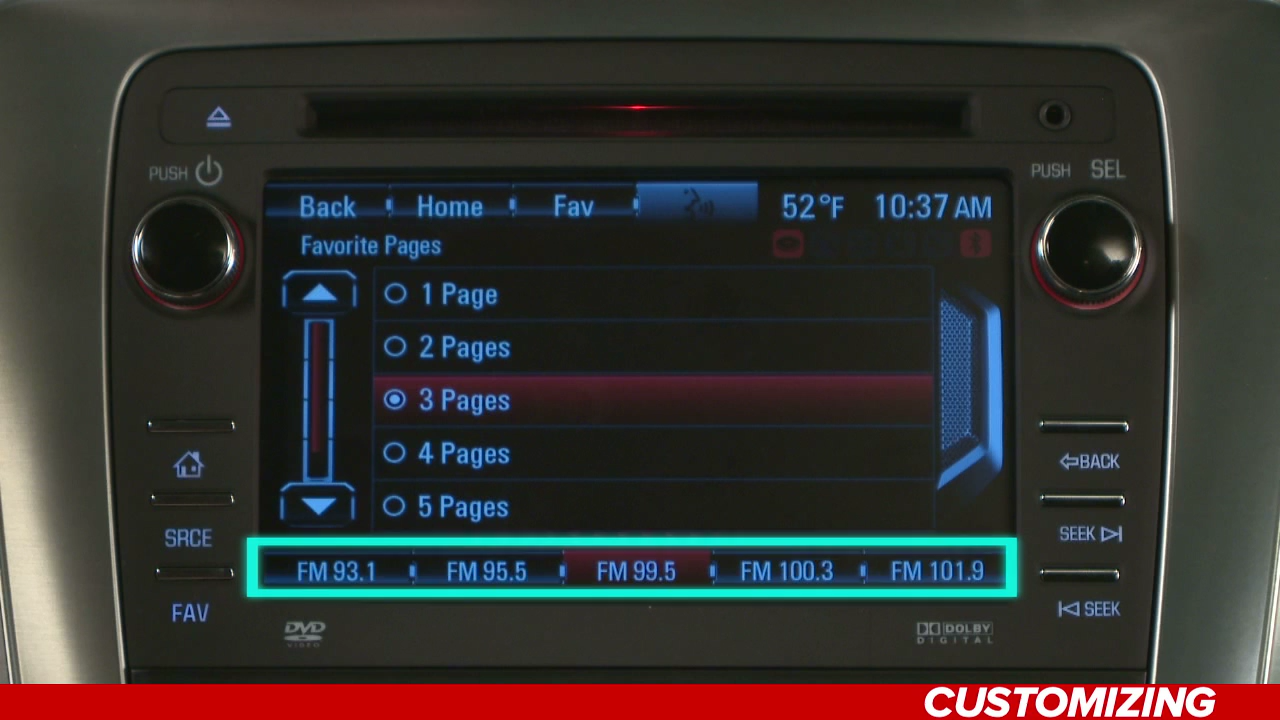 PUSH
PUSH SEL
Back Home Fav 52°F 10:37 AM
Favorite Pages
1 Page
2 Pages
3 Pages
4 Pages
5 Pages
BACK
SRCE
SEEK
FM 93.1 FM 95.5 FM 99.5 FM 100.3 FM 101.9
FAV
SEEK
DVD
VIDEO
DOLBY
DIGITAL
CUSTOMIZING